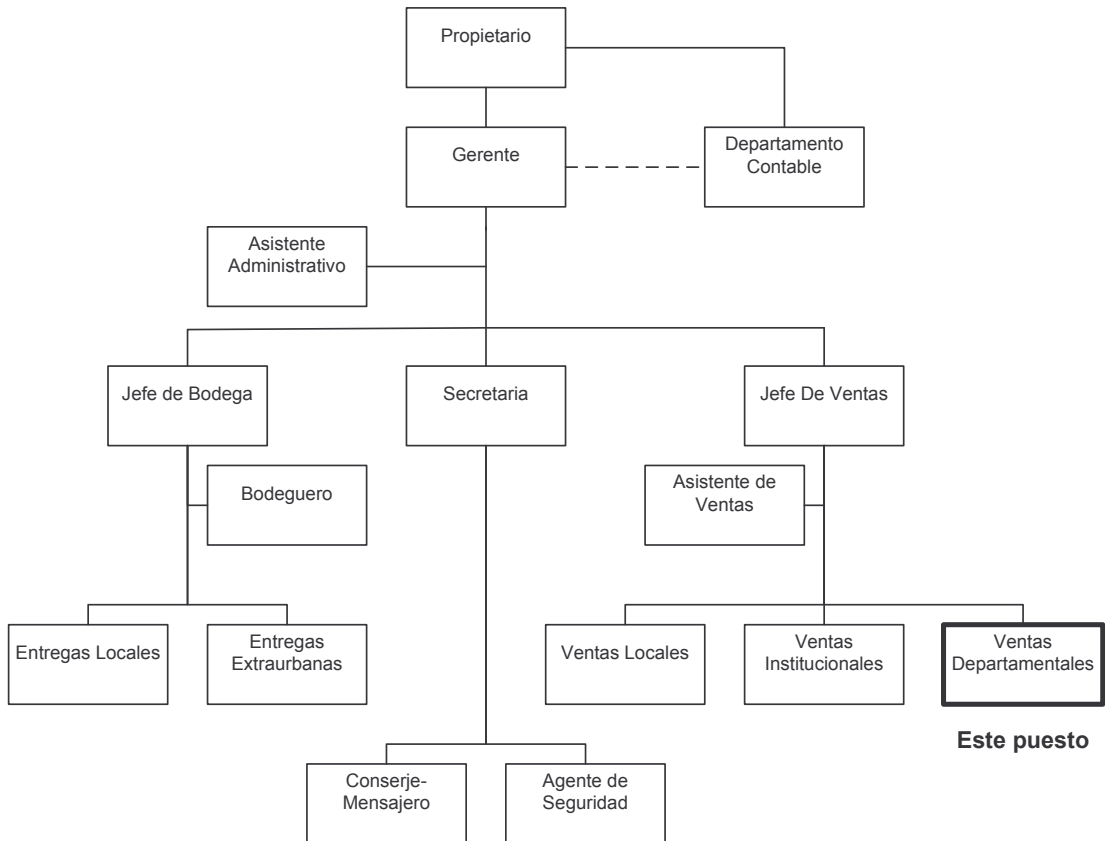 Propietario
Gerente
Departamento
Contable
Asistente
Administrativo
Jefe de Bodega
Secretaria
Jefe De Ventas
Bodeguero
Asistente de
Ventas
Entregas Locales
Entregas
Extraurbanas
Ventas Locales
Ventas
Institucionales
Ventas
Departamentales
Este puesto
Conserje-
Mensajero
Agente de
Seguridad